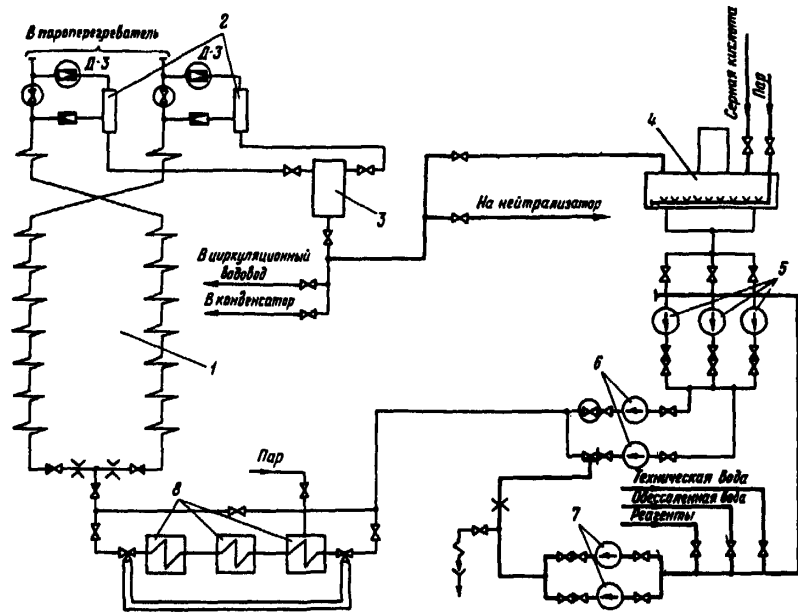 В пароперегреватель
2
Д-3
Д-3
Серная кислота
Пар
4
На нейтрализатор
3
В циркуляционный
водовод
В конденсатор
5
1
6
Пар
8
Техническая вода
Обессоленная вода
Реагенты
7